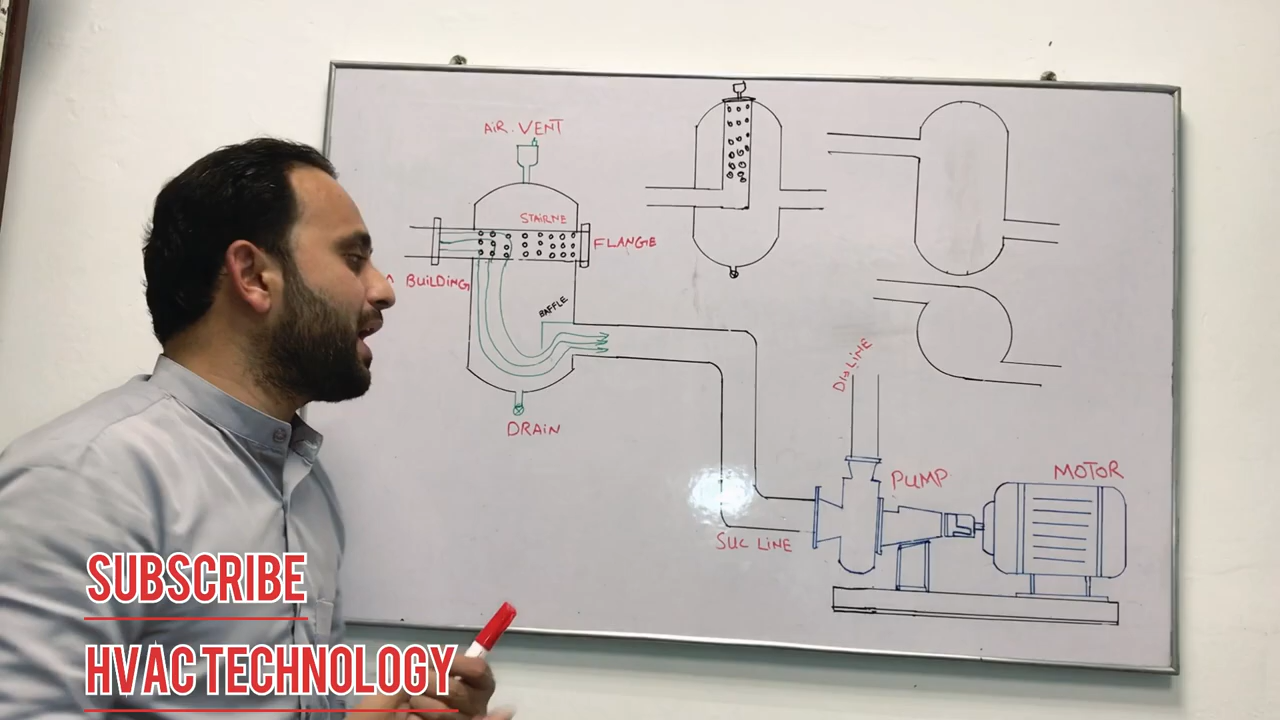 AiR. VENT
STAIRNE
FLANGE
BUiLDING
BAFFLE
DRAiN
Dis LiNE
PUMP
MOTOR
SUC LiNE
SUBSCRIBE
HVAC TECHNOLOGY